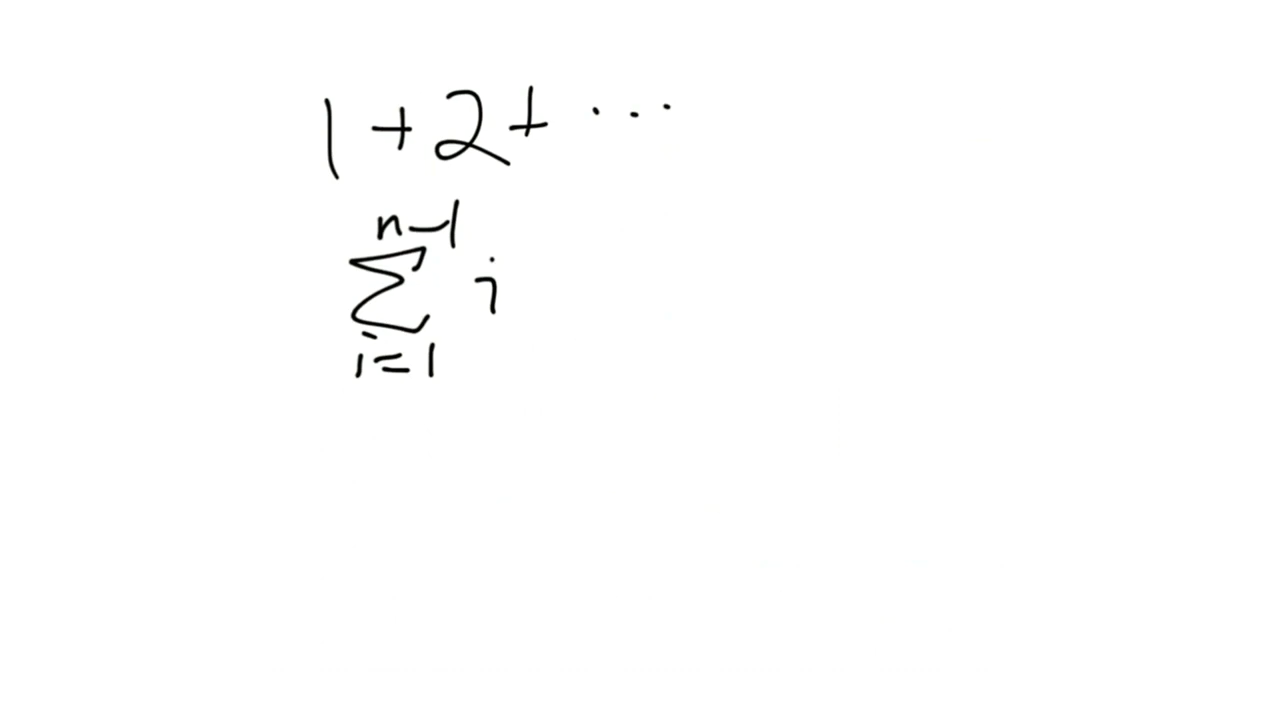 1 + 2 + ...
n-1
∑ i
i=1